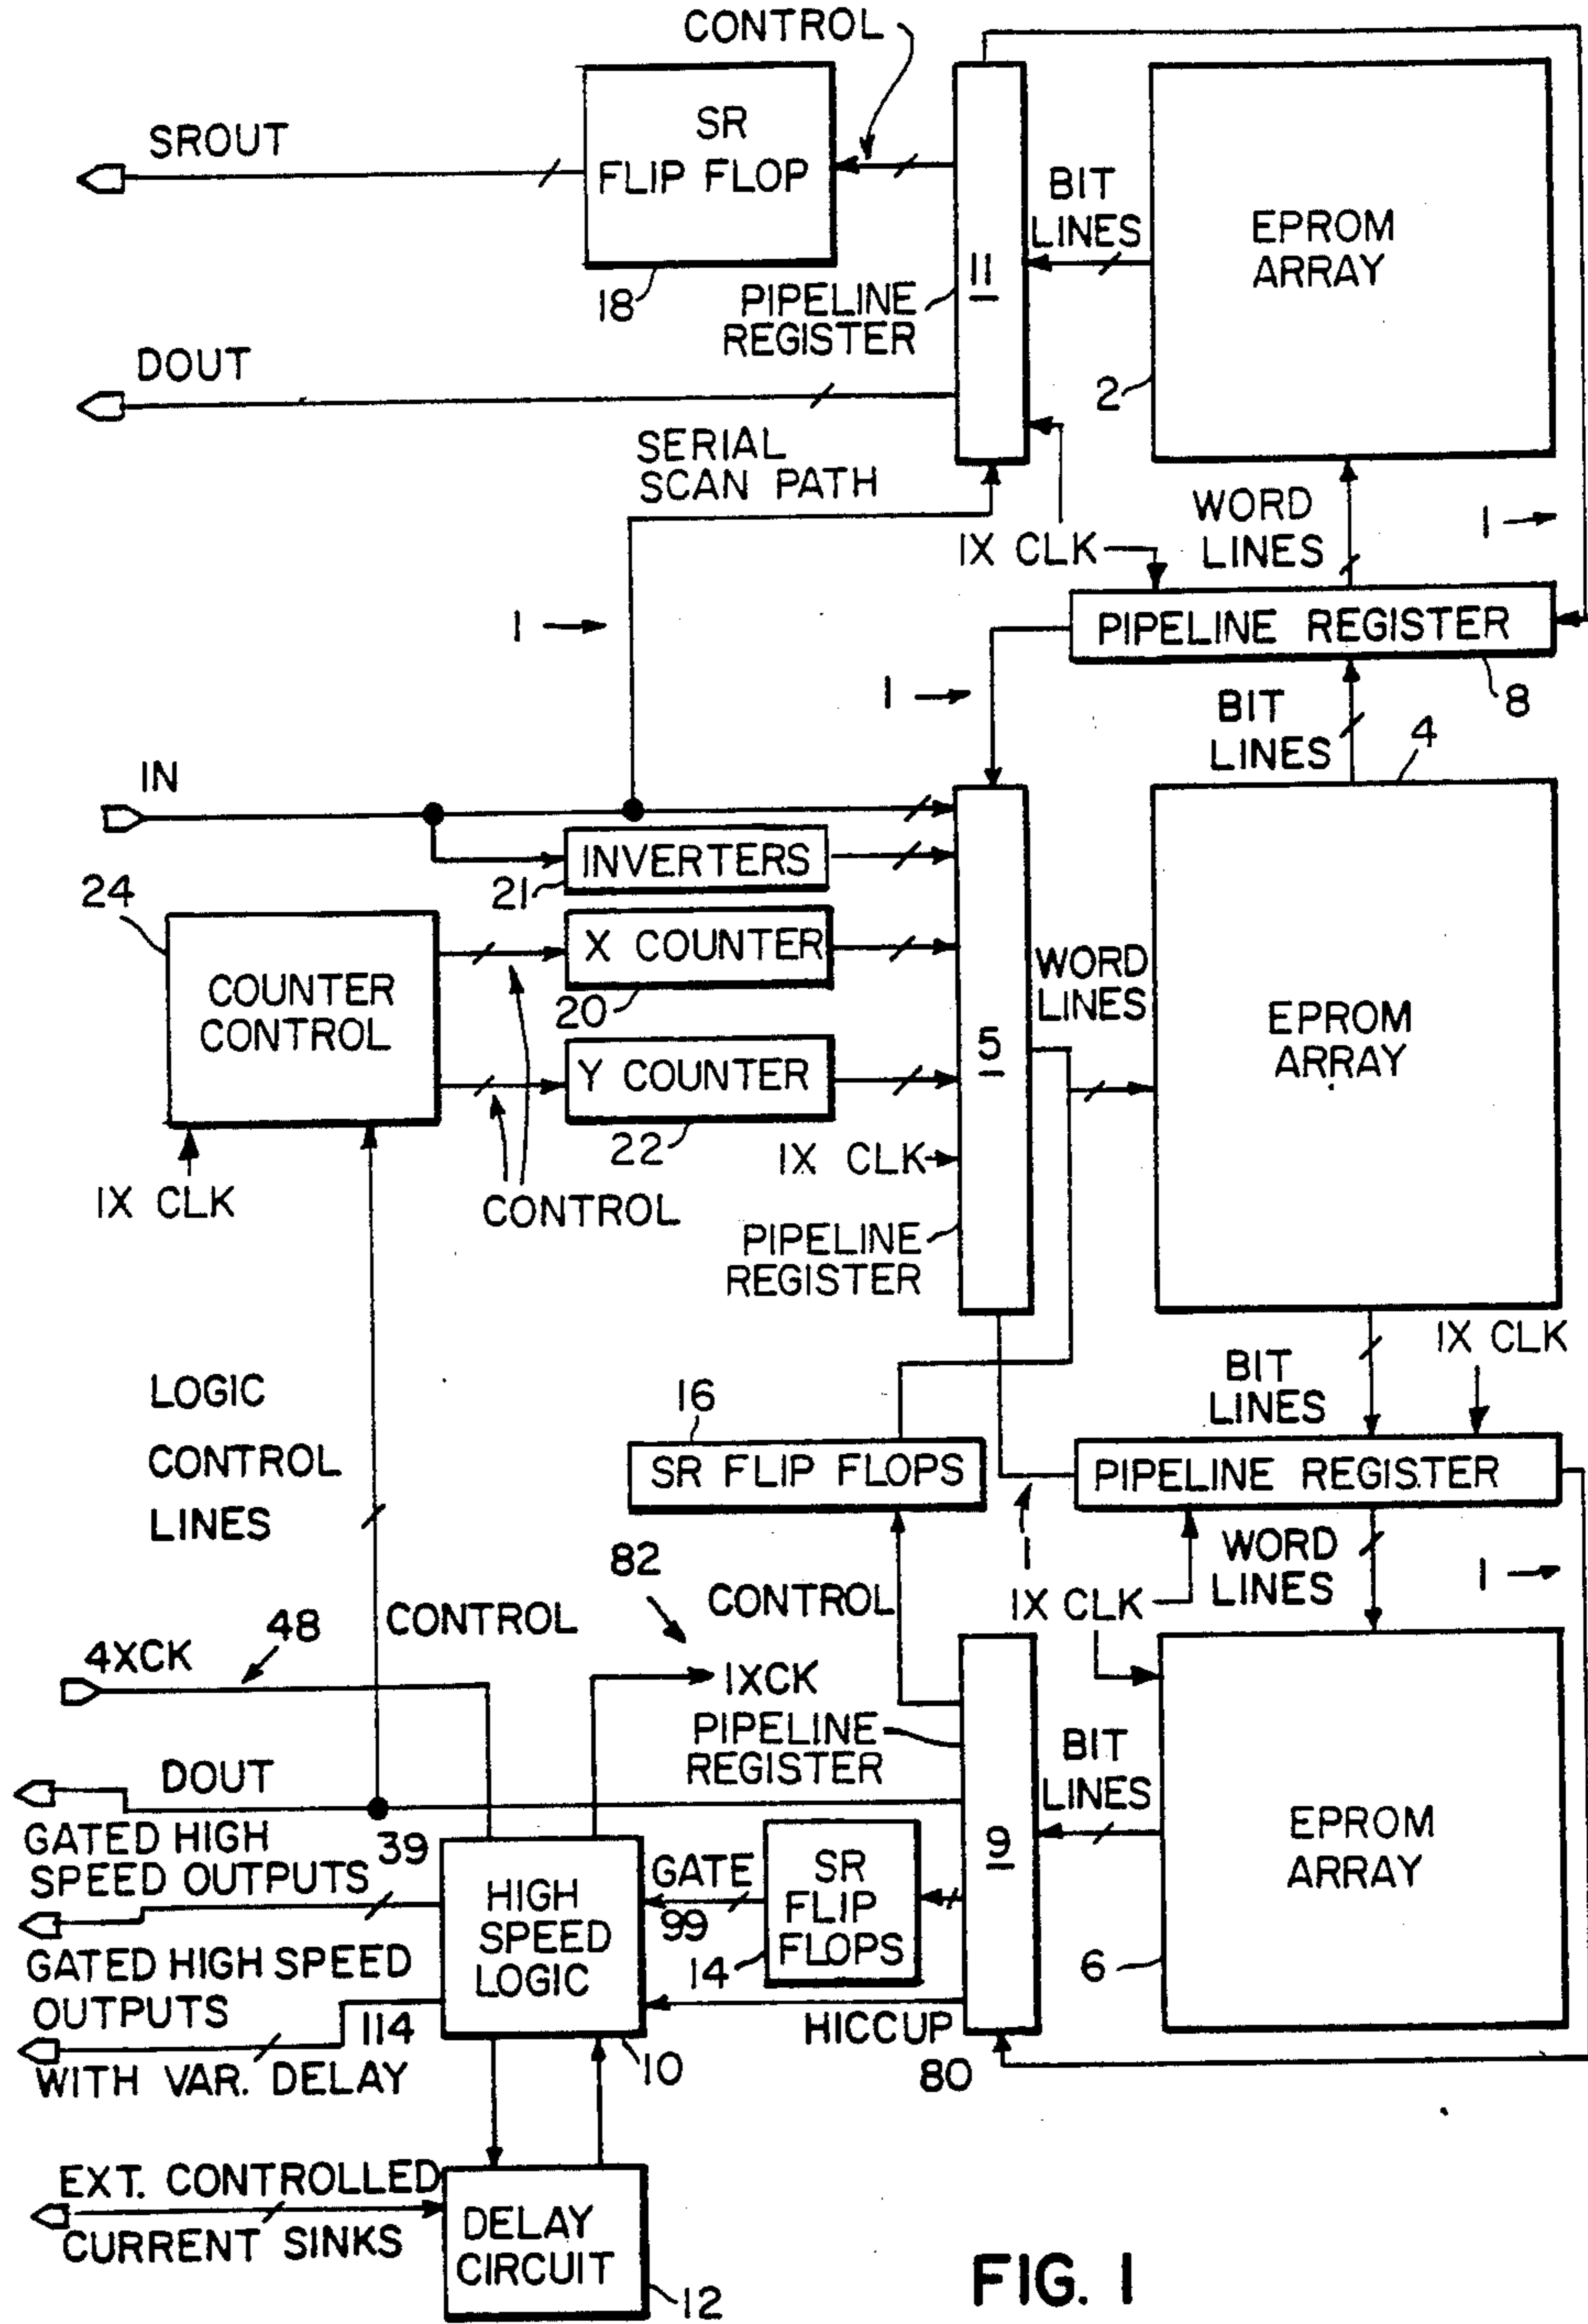 CONTROL
SROUT
SR
FLIP FLOP
18
11
PIPELINE
REGISTER
BIT
LINES
EPROM
ARRAY
2
DOUT
SERIAL
SCAN PATH
IX CLK
WORD
LINES
1
1
PIPELINE REGISTER
8
1
BIT
LINES
4
IN
INVERTERS
21
24
COUNTER
CONTROL
X COUNTER
20
Y COUNTER
22
IX CLK
CONTROL
5
IX CLK
PIPELINE
REGISTER
WORD
LINES
EPROM
ARRAY
LOGIC
CONTROL
LINES
16
SR FLIP FLOPS
BIT
LINES
IX CLK
PIPELINE REGISTER
1
IX CLK
WORD
LINES
1
82
CONTROL
CONTROL
4XCK
48
IXCK
PIPELINE
REGISTER
9
BIT
LINES
EPROM
ARRAY
6
DOUT
GATED HIGH
SPEED OUTPUTS
39
HIGH
SPEED
LOGIC
GATE
99
SR
FLIP
FLOPS
14
GATED HIGH SPEED
OUTPUTS
114
WITH VAR. DELAY
10
HICCUP
80
EXT. CONTROLLED
CURRENT SINKS
DELAY
CIRCUIT
12
FIG. 1